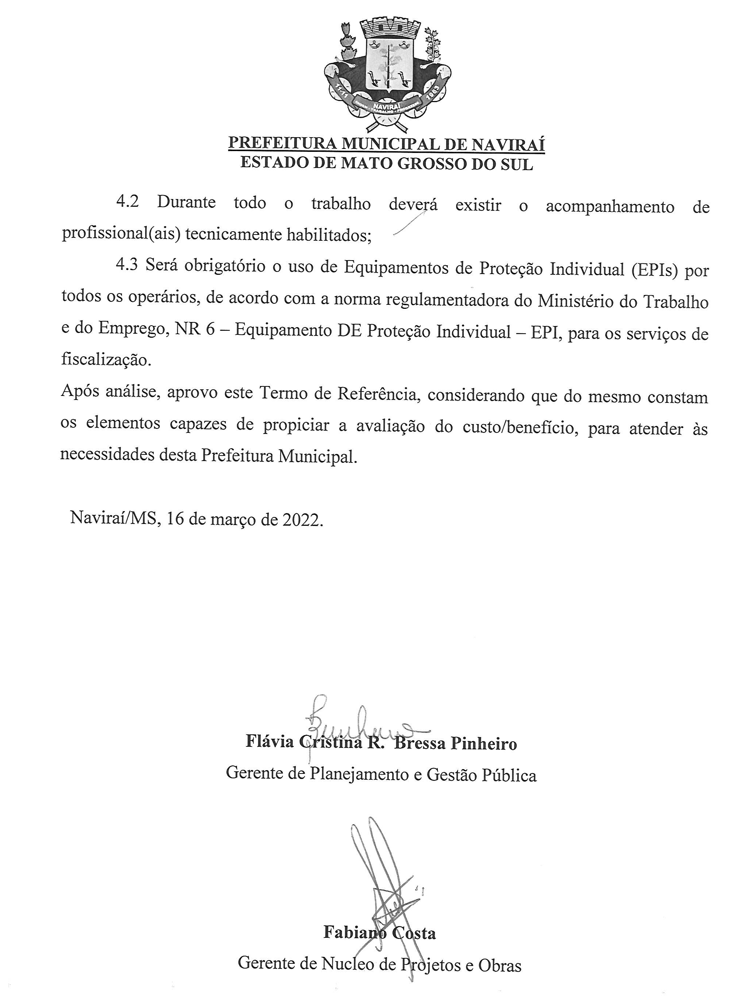 11-11
1963
NAVIRAÍ
ORDEM - TRABALHO - PROGRESSO
PREFEITURA MUNICIPAL DE NAVIRAÍ
ESTADO DE MATO GROSSO DO SUL
4.2 Durante todo o trabalho deverá existir o acompanhamento de
profissional(ais) tecnicamente habilitados;
4.3 Será obrigatório o uso de Equipamentos de Proteção Individual (EPIs) por
todos os operários, de acordo com a norma regulamentadora do Ministério do Trabalho
e do Emprego, NR 6 – Equipamento DE Proteção Individual – EPI, para os serviços de
fiscalização.
Após análise, aprovo este Termo de Referência, considerando que do mesmo constam
os elementos capazes de propiciar a avaliação do custo/benefício, para atender às
necessidades desta Prefeitura Municipal.
Naviraí/MS, 16 de março de 2022.
Flávia Cristina R. Bressa Pinheiro
Gerente de Planejamento e Gestão Pública
Fabiano Costa
Gerente de Nucleo de Projetos e Obras